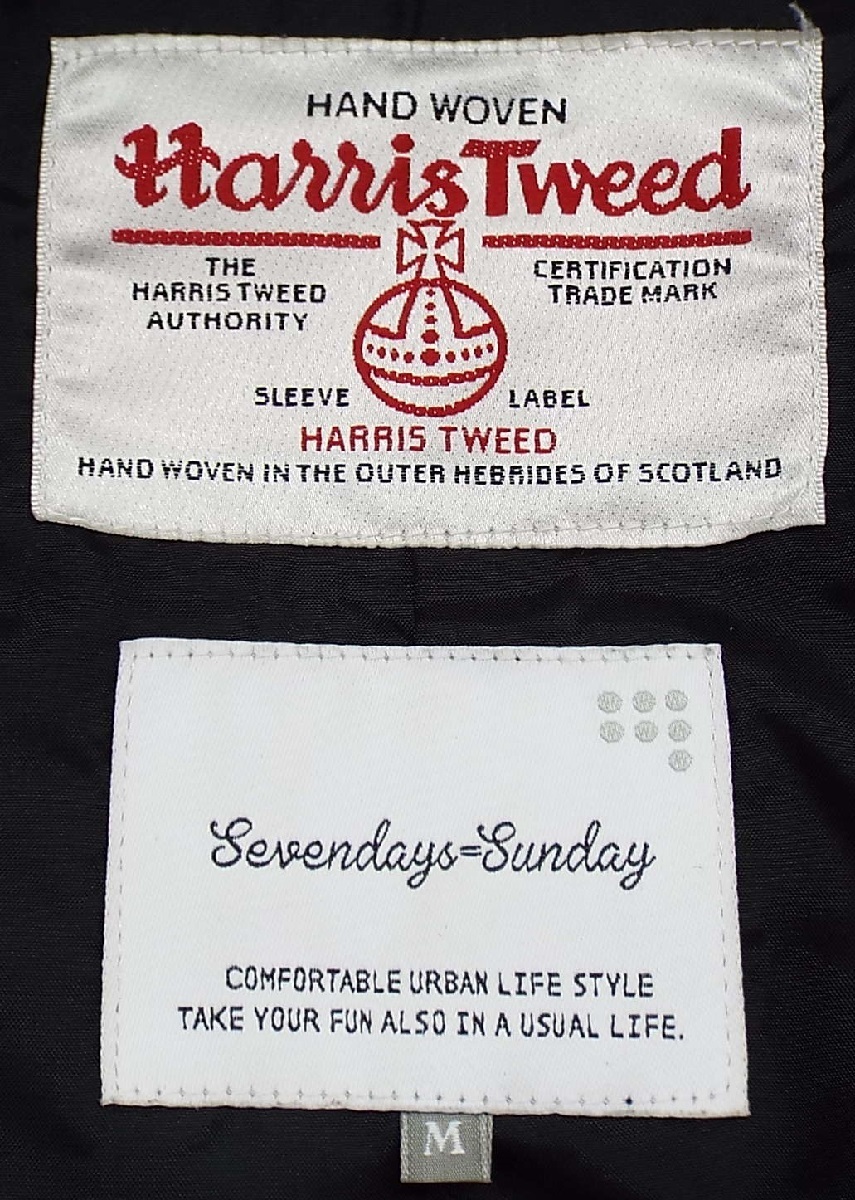 HAND WOVEN
Harris Tweed
THE
HARRIS TWEED
AUTHORITY
CERTIFICATION
TRADE MARK
SLEEVE LABEL
HARRIS TWEED
HAND WOVEN IN THE OUTER HEBRIDES OF SCOTLAND
Sevendays=Sunday
COMFORTABLE URBAN LIFE STYLE
TAKE YOUR FUN ALSO IN A USUAL LIFE.
M